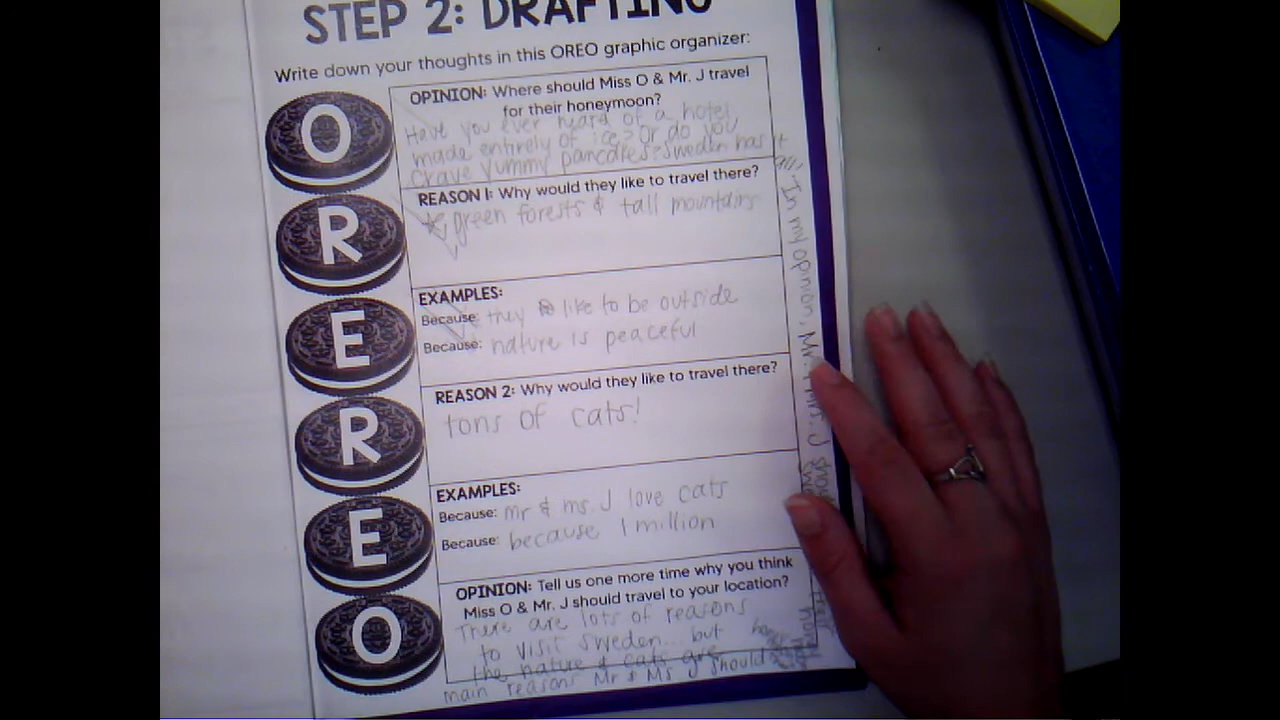 STEP 2: DRAFTING
Write down your thoughts in this OREO graphic organizer:
O
OPINION: Where should Miss O & Mr. J travel
for their honeymoon?
Have you ever heard of a hotel
made entirely of ice? Or do you
crave yummy pancakes? Sweden has it
all!
In my opinion, Mr. Ms. J
R
REASON 1: Why would they like to travel there?
green forests & tall mountains
E
EXAMPLES:
Because: they like to be outside
Because: nature is peaceful
R
REASON 2: Why would they like to travel there?
tons of cats!
E
EXAMPLES:
Because: mr & ms. J love cats
Because: because 1 million
O
OPINION: Tell us one more time why you think
Miss O & Mr. J should travel to your location?
There are lots of reasons
to visit Sweden... but
the nature & cats are
main reasons Mr & Ms J should